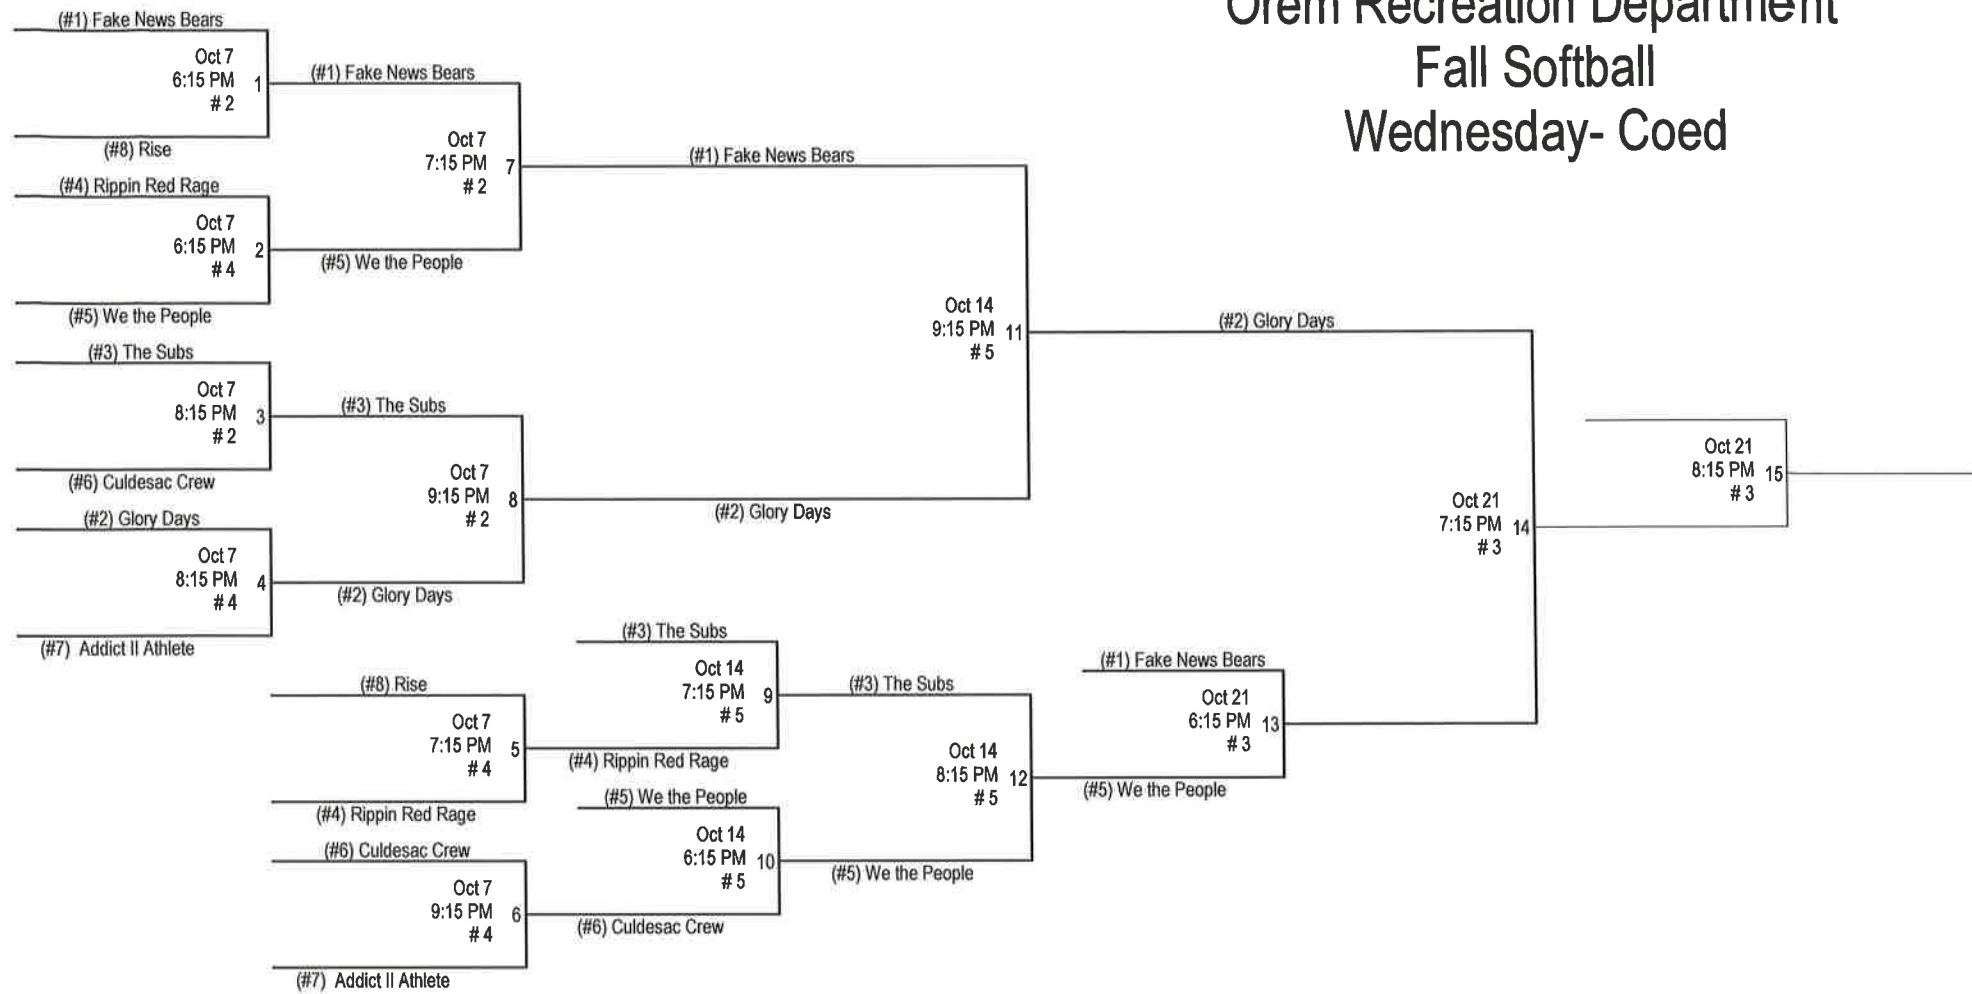 Orem Recreation Department
Fall Softball
Wednesday- Coed
(#1) Fake News Bears
Oct 7
6:15 PM 1
# 2
(#8) Rise
(#4) Rippin Red Rage
Oct 7
6:15 PM 2
# 4
(#5) We the People
(#3) The Subs
Oct 7
8:15 PM 3
# 2
(#6) Culdesac Crew
(#2) Glory Days
Oct 7
8:15 PM 4
# 4
(#7) Addict II Athlete
(#1) Fake News Bears
Oct 7
7:15 PM 7
# 2
(#5) We the People
(#3) The Subs
Oct 7
9:15 PM 8
# 2
(#2) Glory Days
(#8) Rise
Oct 7
7:15 PM 5
# 4
(#4) Rippin Red Rage
(#6) Culdesac Crew
Oct 7
9:15 PM 6
# 4
(#7) Addict II Athlete
(#1) Fake News Bears
Oct 14
9:15 PM 11
# 5
(#2) Glory Days
(#3) The Subs
Oct 14
7:15 PM 9
# 5
(#4) Rippin Red Rage
(#5) We the People
Oct 14
6:15 PM 10
# 5
(#6) Culdesac Crew
(#3) The Subs
Oct 14
8:15 PM 12
# 5
(#5) We the People
(#1) Fake News Bears
Oct 21
6:15 PM 13
# 3
(#5) We the People
(#2) Glory Days
Oct 21
7:15 PM 14
# 3
Oct 21
8:15 PM 15
# 3